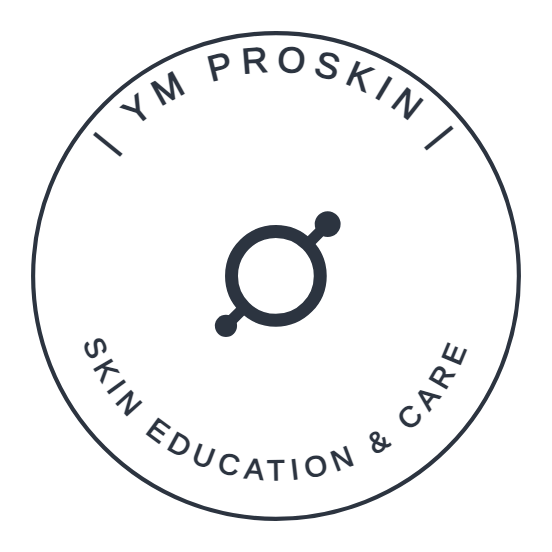 | YM PROSKIN |
SKIN EDUCATION & CARE